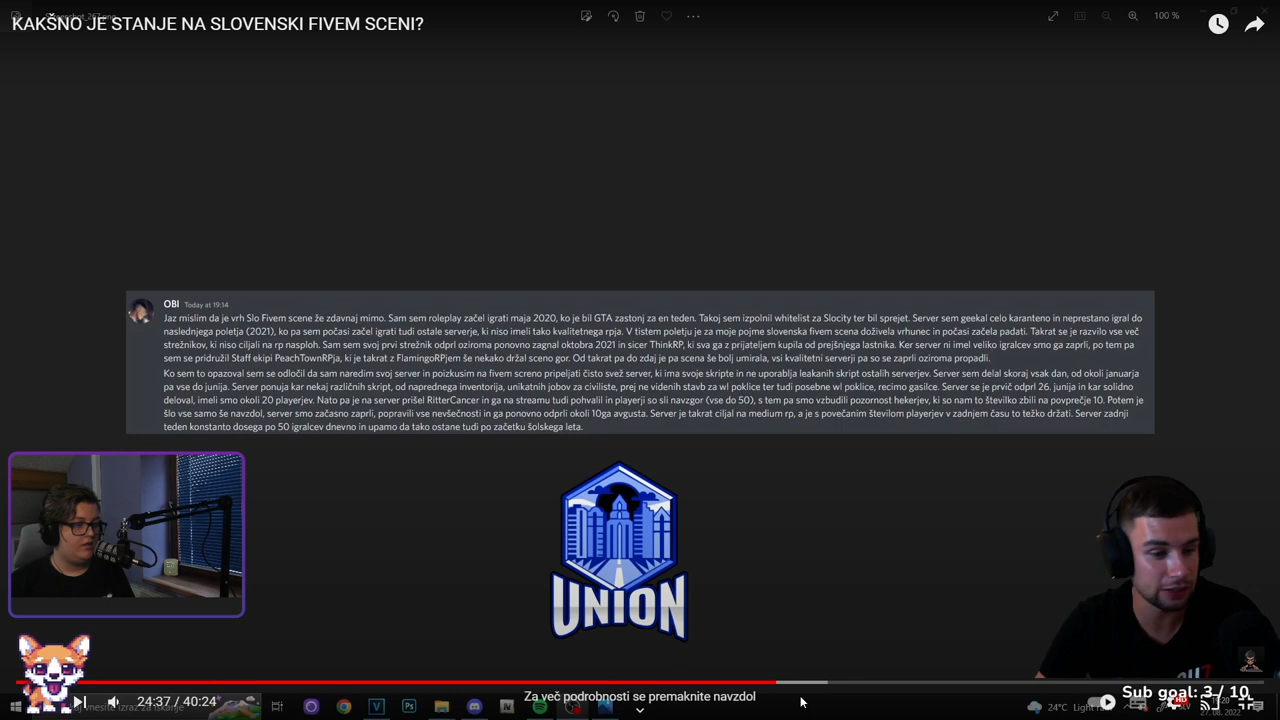 KAKŠNO JE STANJE NA SLOVENSKI FIVEM SCENI?
100 %
OBI Today at 19:14
Jaz mislim da je vrh Slo Fivem scene že zdavnaj mimo. Sam sem roleplay začel igrati maja 2020, ko je bil GTA zastonj za en teden. Takoj sem izpolnil whitelist za Slocity ter bil sprejet. Server sem geekal celo karanteno in neprestano igral do
naslednjega poletja (2021), ko pa sem počasi začel igrati tudi ostale serverje, ki niso imeli tako kvalitetnega rpja. V tistem poletju je za moje pojme slovenska fivem scena doživela vrhunec in počasi začela padati. Takrat se je razvilo vse več
strežnikov, ki niso ciljali na rp nasploh. Sam sem svoj prvi strežnik odprl oziroma ponovno zagnal oktobra 2021 in sicer ThinkRP, ki sva ga z prijateljem kupila od prejšnjega lastnika. Ker server ni imel veliko igralcev smo ga zaprli, po tem pa
sem se pridružil Staff ekipi PeachTownRPja, ki je takrat z FlamingoRPjem še nekako držal sceno gor. Od takrat pa do zdaj je pa scena še bolj umirala, vsi kvalitetni serverji pa so se zaprli oziroma propadli.
Ko sem to opazoval sem se odločil da sam naredim svoj server in poizkusim na fivem sceno pripeljati čisto svež server, ki ima svoje skripte in ne uporablja leakanih skript ostalih serverjev. Server sem delal skoraj vsak dan, od okoli januarja
pa vse do junija. Server ponuja kar nekaj različnih skript, od naprednega inventorija, unikatnih jobov za civiliste, prej ne videnih stavb za wl poklice ter tudi posebne wl poklice, recimo gasilce. Server se je prvič odprl 26. junija in kar solidno
deloval, imeli smo okoli 20 playerjev. Nato pa je na server prišel RitterCancer in ga na streamu tudi pohvalil in playerji so sli navzgor (vse do 50), s tem pa smo vzbudili pozornost hekerjev, ki so nam to število zbili na povprečje 10. Potem je
šlo vse samo še navzdol, server smo začasno zaprli, popravili vse nevšečnosti in ga ponovno odprli okoli 10ga avgusta. Server je takrat ciljal na medium rp, a je s povečanim številom playerjev v zadnjem času to težko držati. Server zadnji
teden konstanto dosega po 50 igralcev dnevno in upamo da tako ostane tudi po začetku šolskega leta.
UNION
24:37 / 40:24
Za več podrobnosti se premaknite navzdol
Sub goal: 3 / 10
24°C
HD
27. 08. 2022